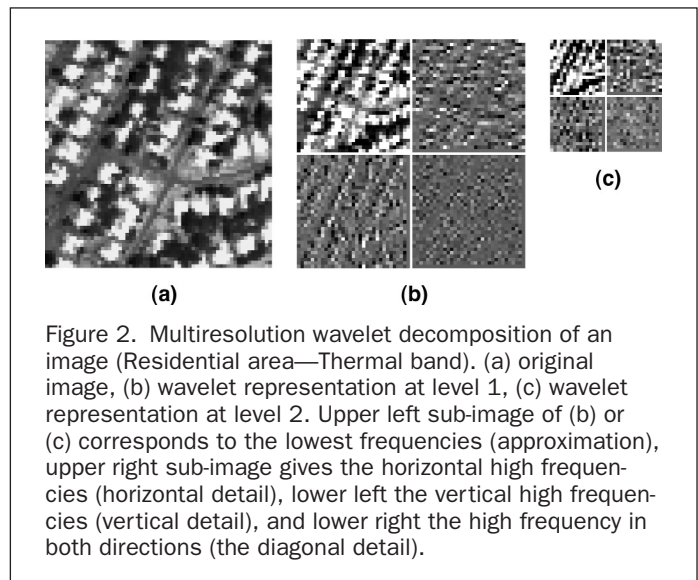 (a)
(b)
(c)
Figure 2. Multiresolution wavelet decomposition of an
image (Residential area—Thermal band). (a) original
image, (b) wavelet representation at level 1, (c) wavelet
representation at level 2. Upper left sub-image of (b) or
(c) corresponds to the lowest frequencies (approximation),
upper right sub-image gives the horizontal high frequen-
cies (horizontal detail), lower left the vertical high frequen-
cies (vertical detail), and lower right the high frequency in
both directions (the diagonal detail).